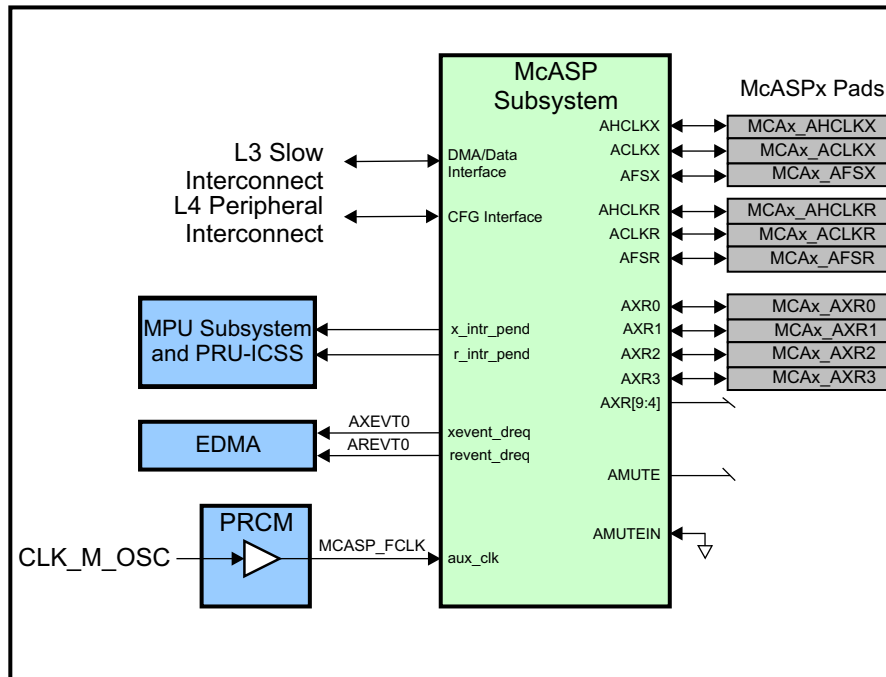 McASP
Subsystem
McASPx Pads
L3 Slow
Interconnect
L4 Peripheral
Interconnect
DMA/Data
Interface
CFG Interface
AHCLKX
ACLKX
AFSX
AHCLKR
ACLKR
AFSR
MCAx_AHCLKX
MCAx_ACLKX
MCAx_AFSX
MCAx_AHCLKR
MCAx_ACLKR
MCAx_AFSR
MPU Subsystem
and PRU-ICSS
x_intr_pend
r_intr_pend
AXR0
AXR1
AXR2
AXR3
AXR[9:4]
MCAx_AXR0
MCAx_AXR1
MCAx_AXR2
MCAx_AXR3
EDMA
AXEVT0
AREVT0
xevent_dreq
revent_dreq
AMUTE
AMUTEIN
PRCM
CLK_M_OSC
MCASP_FCLK
aux_clk